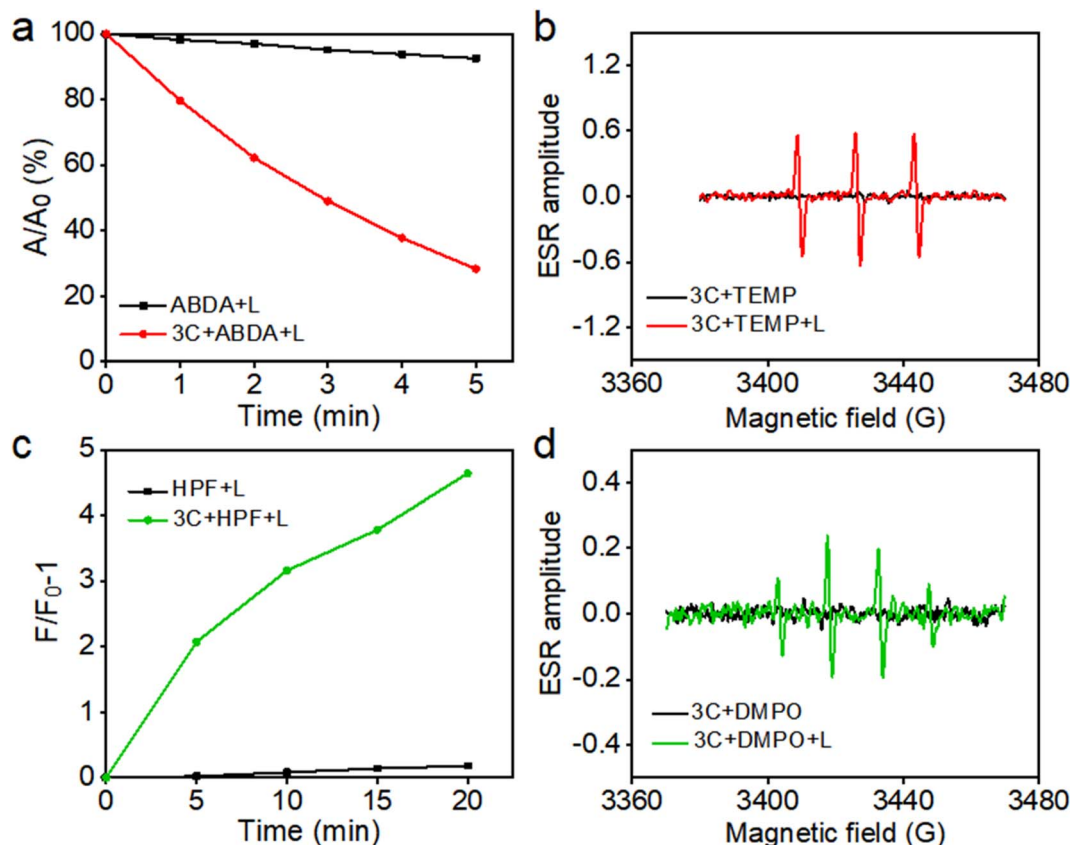 a
A/A0 (%)
100
80
60
40
20
0
ABDA+L
3C+ABDA+L
0 1 2 3 4 5
Time (min)
b
ESR amplitude
1.2
0.6
0.0
-0.6
-1.2
3C+TEMP
3C+TEMP+L
3360 3400 3440 3480
Magnetic field (G)
c
F/F0-1
5
4
3
2
1
0
HPF+L
3C+HPF+L
0 5 10 15 20
Time (min)
d
ESR amplitude
0.4
0.2
0.0
-0.2
-0.4
3C+DMPO
3C+DMPO+L
3360 3400 3440 3480
Magnetic field (G)